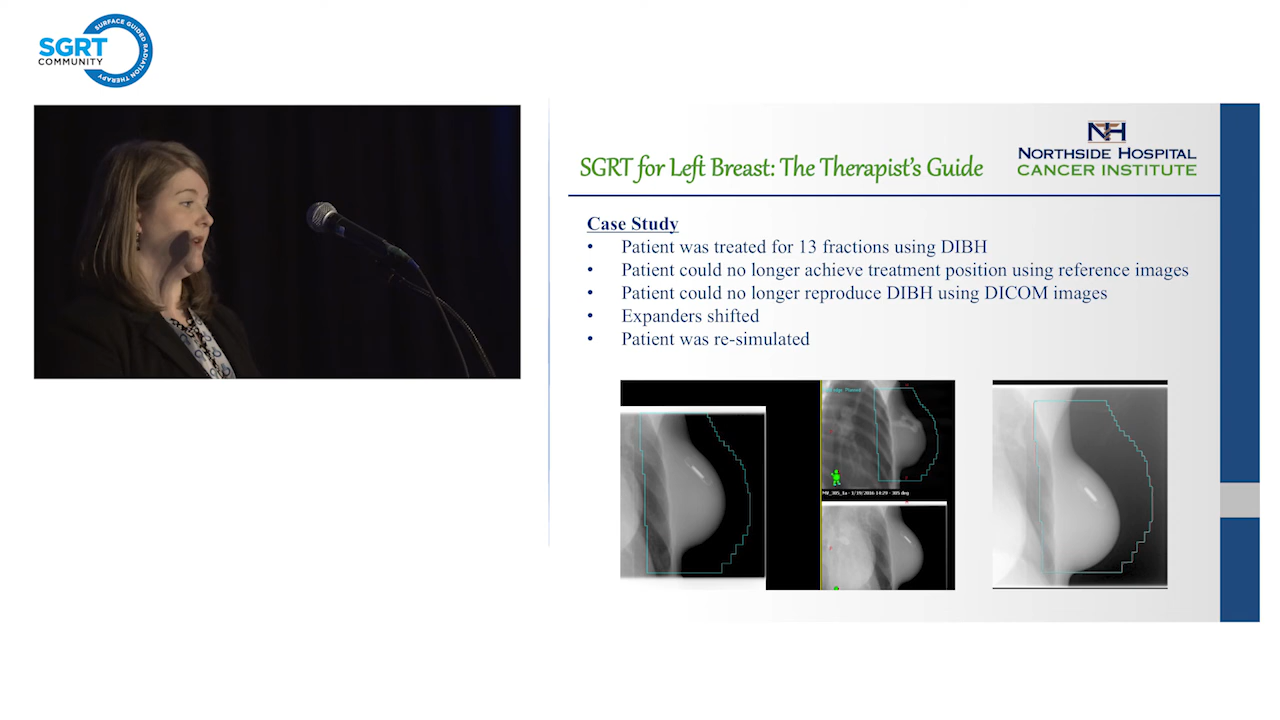 SURFACE GUIDED RADIATION THERAPY
SGRT
COMMUNITY
NH
NORTHSIDE HOSPITAL
CANCER INSTITUTE
SGRT for Left Breast: The Therapist's Guide
Case Study
• Patient was treated for 13 fractions using DIBH
• Patient could no longer achieve treatment position using reference images
• Patient could no longer reproduce DIBH using DICOM images
• Expanders shifted
• Patient was re-simulated